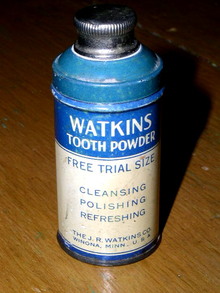 WATKINS
TOOTH POWDER
FREE TRIAL SIZE
CLEANSING
POLISHING
REFRESHING
THE J. R. WATKINS CO.
WINONA, MINN., U.S.A.